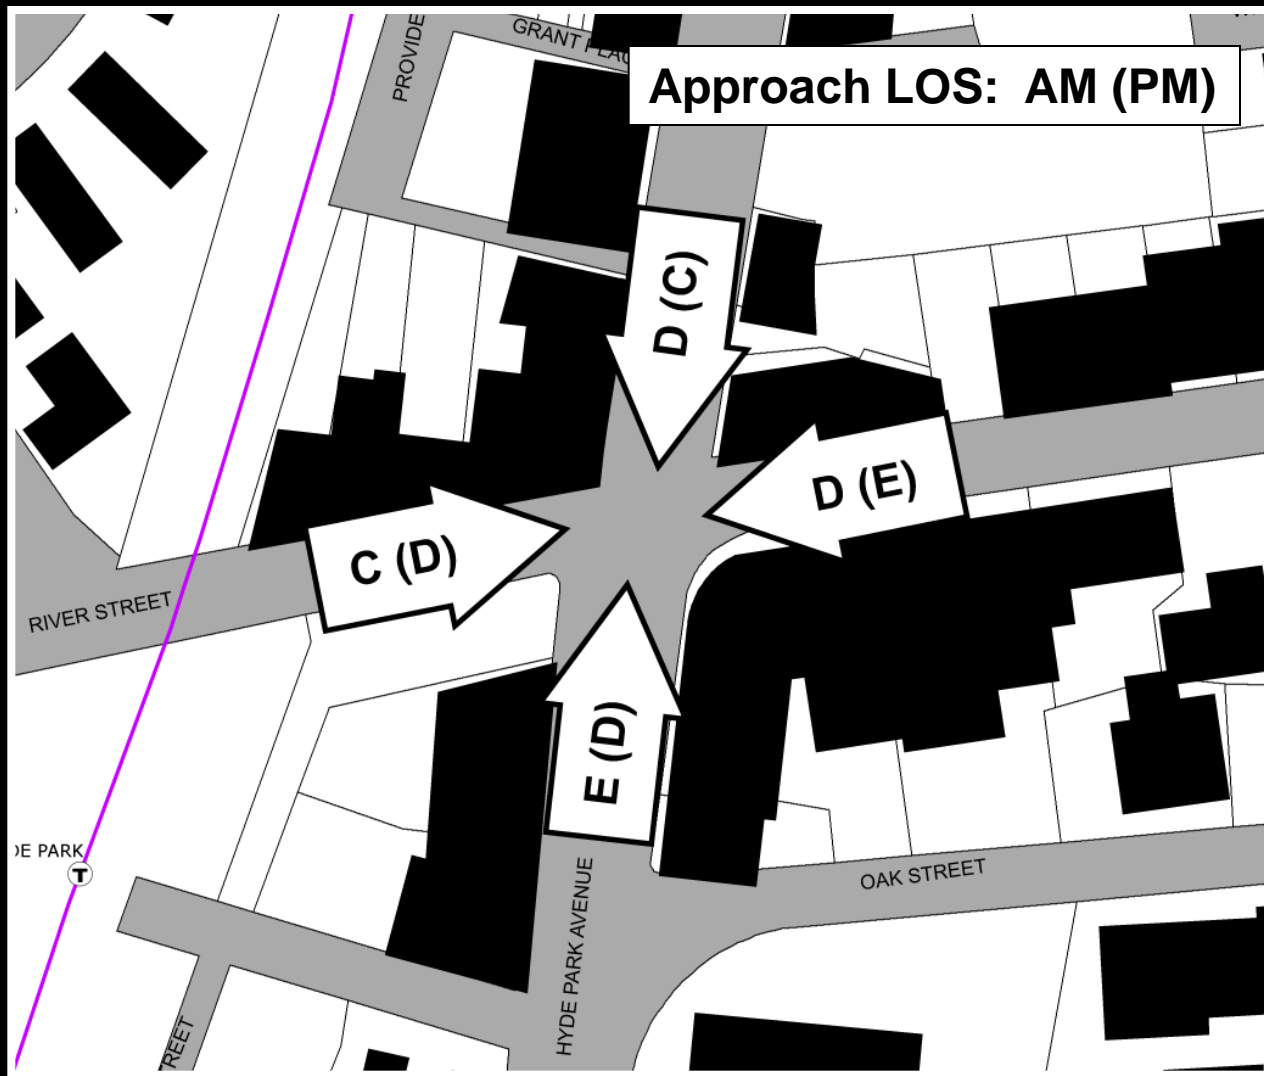 PROVIDE
GRANT PLAC
Approach LOS: AM (PM)
D (C)
D (E)
C (D)
RIVER STREET
E (D)
DE PARK
T
OAK STREET
HYDE PARK AVENUE
REET